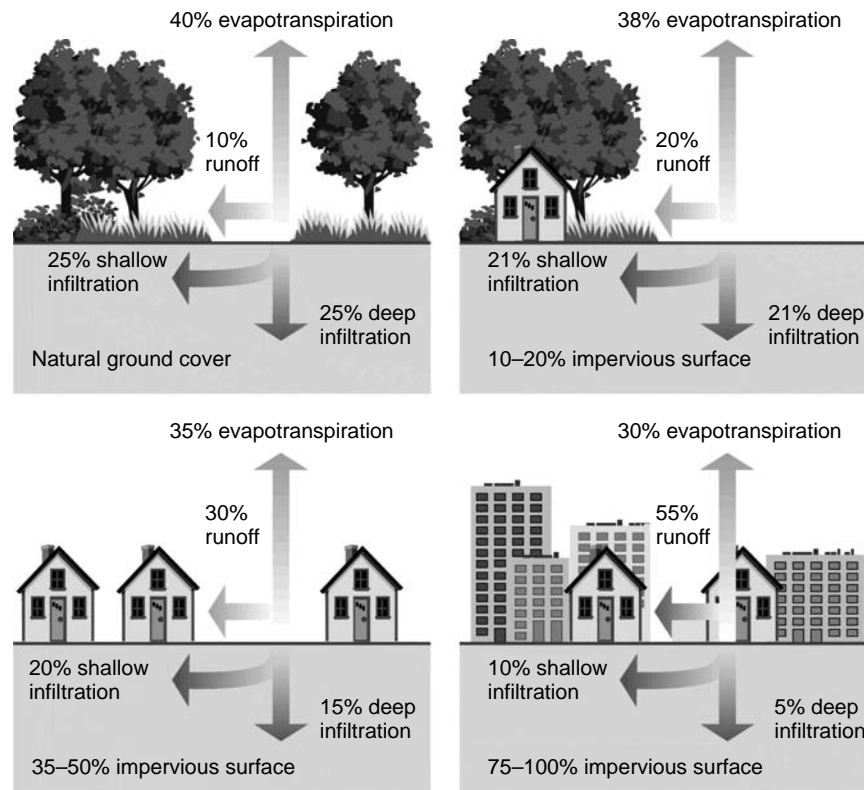 40% evapotranspiration
10%
runoff
25% shallow
infiltration
25% deep
infiltration
Natural ground cover
38% evapotranspiration
20%
runoff
21% shallow
infiltration
21% deep
infiltration
10–20% impervious surface
35% evapotranspiration
30%
runoff
20% shallow
infiltration
15% deep
infiltration
35–50% impervious surface
30% evapotranspiration
55%
runoff
10% shallow
infiltration
5% deep
infiltration
75–100% impervious surface